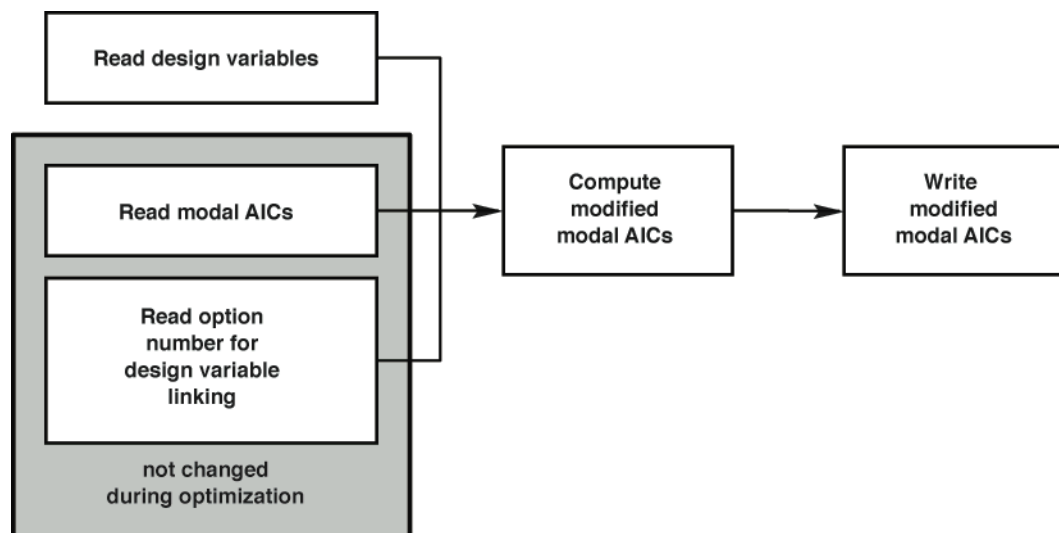 Read design variables
Read modal AICs
Read option
number for
design variable
linking
not changed
during optimization
Compute
modified
modal AICs
Write
modified
modal AICs